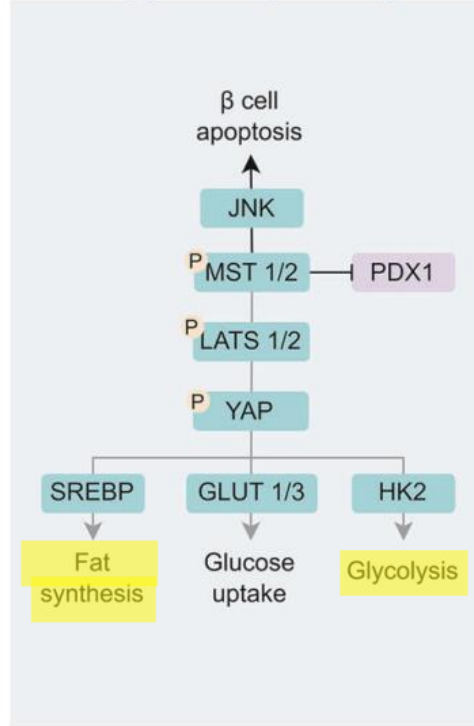 β cell
apoptosis
JNK
P
MST 1/2
PDX1
P
LATS 1/2
P
YAP
SREBP
GLUT 1/3
HK2
Fat
synthesis
Glucose
uptake
Glycolysis